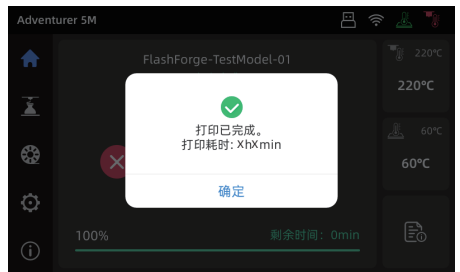 Adventurer 5M
FlashForge-TestModel-01
220℃
220℃
打印已完成。
打印耗时: XhXmin
60℃
60℃
确定
100%
剩余时间: 0min